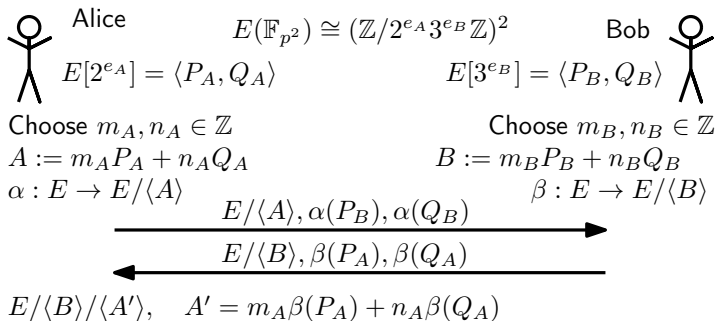 Alice E(𝔽_{p²}) ≅ (ℤ/2^{e_A}3^{e_B}ℤ)² Bob
E[2^{e_A}] = ⟨P_A, Q_A⟩ E[3^{e_B}] = ⟨P_B, Q_B⟩
Choose m_A, n_A ∈ ℤ Choose m_B, n_B ∈ ℤ
A := m_A P_A + n_A Q_A B := m_B P_B + n_B Q_B
α : E → E/⟨A⟩ β : E → E/⟨B⟩
E/⟨A⟩, α(P_B), α(Q_B)
E/⟨B⟩, β(P_A), β(Q_A)
E/⟨B⟩/⟨A′⟩, A′ = m_A β(P_A) + n_A β(Q_A)